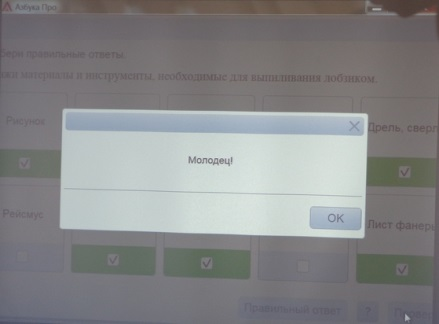 Азбука Про
бери правильные ответы
жи материалы и инструменты, необходимые для выпиливания лобзиком.
Рисунок
Дрель, сверл
Молодец!
OK
Рейсмус
Лист фанеры
Правильный ответ
?